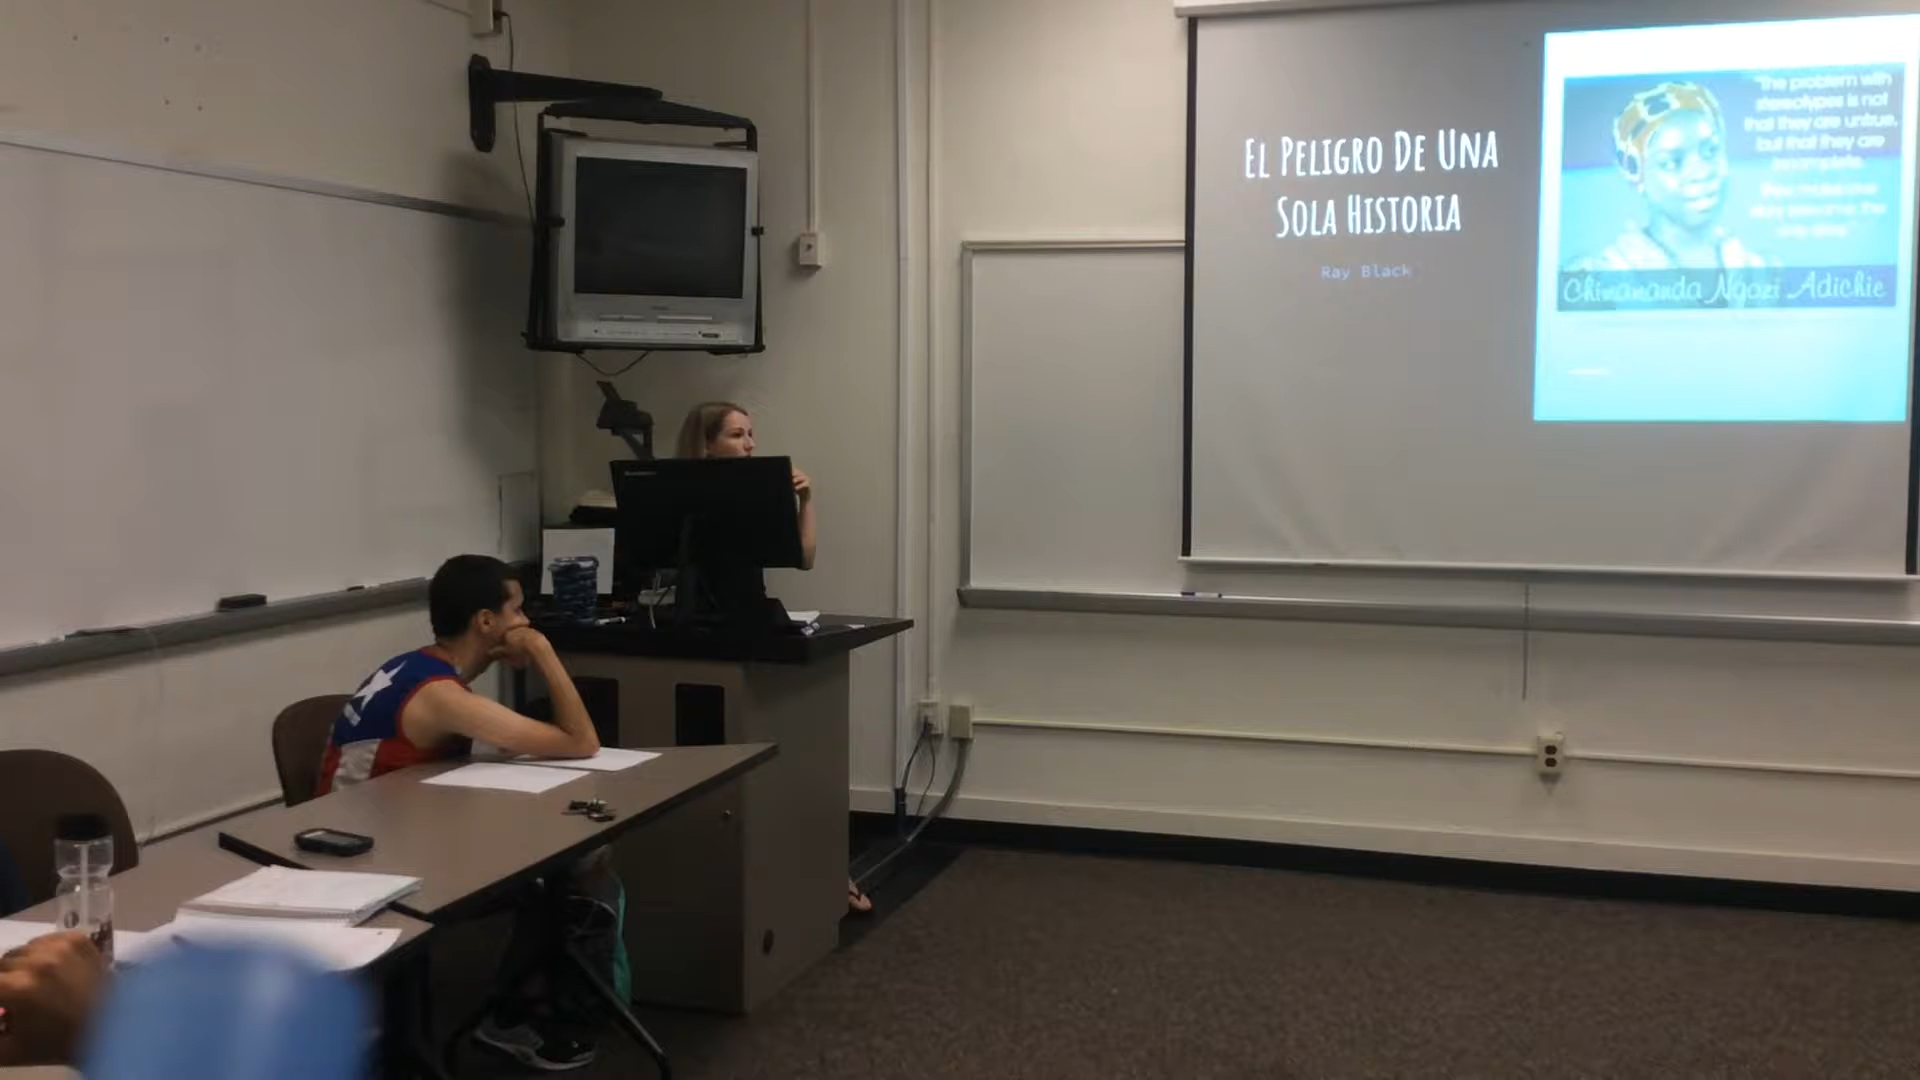 El Peligro De Una
Sola Historia
Ray Black
"The problem with
stereotypes is not
that they are untrue,
but that they are
incomplete.
Chimananda Ngozi Adichie